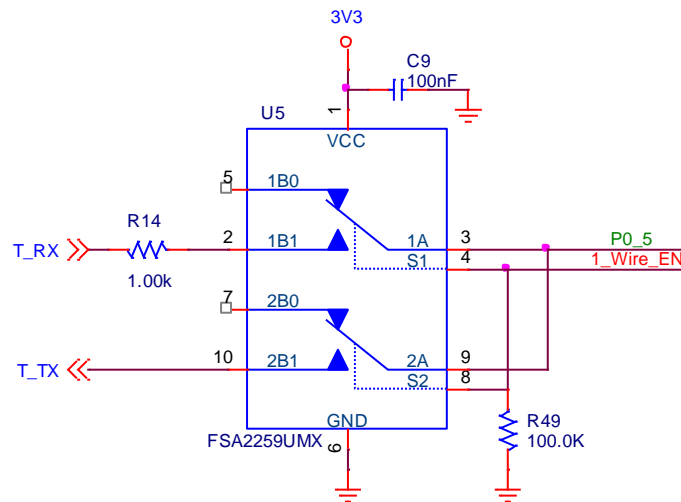 3V3
C9
100nF
U5
1
VCC
5
1B0
R14
T_RX
1.00k
2
1B1
1A
3
P0_5
S1
4
1_Wire_EN
7
2B0
T_TX
10
2B1
2A
9
S2
8
GND
FSA2259UMX
6
R49
100.0K